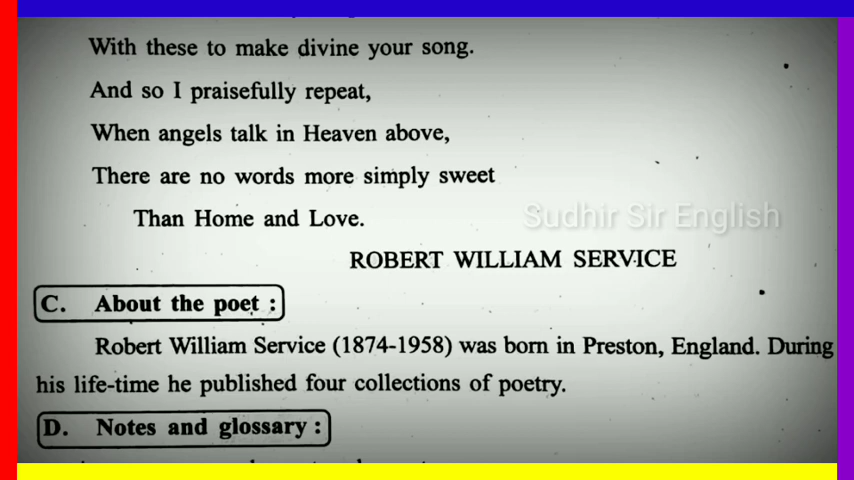 With these to make divine your song.
And so I praisefully repeat,
When angels talk in Heaven above,
There are no words more simply sweet
Than Home and Love.
Sudhir Sir English
ROBERT WILLIAM SERVICE
C. About the poet :
Robert William Service (1874-1958) was born in Preston, England. During
his life-time he published four collections of poetry.
D. Notes and glossary :